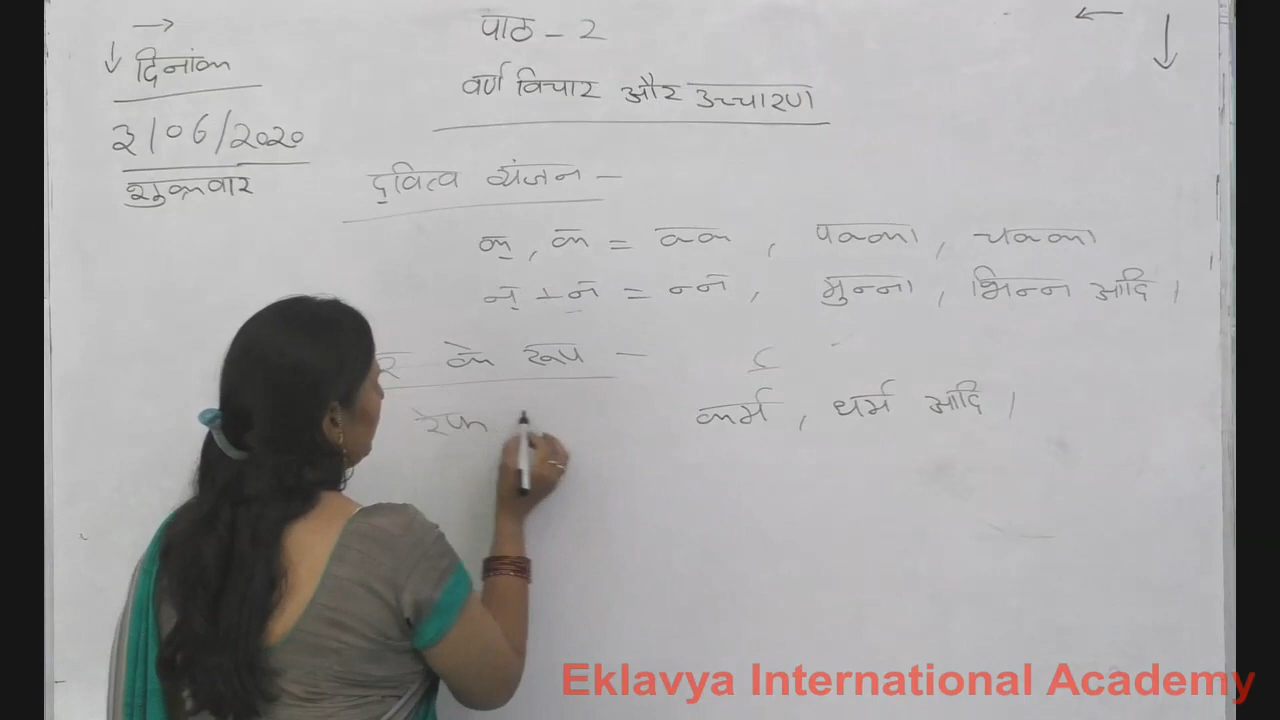 पाठ - 2
वर्ण विचार और उच्चारण
दिनांक
3/06/2020
शुक्रवार
द्वित्व व्यंजन -
क्, क = क्क, पक्का, चक्का
न् + न = न्न, मुन्ना, भिन्न आदि।
र के रूप -
रेफ कर्म, धर्म आदि।
Eklavya International Academy